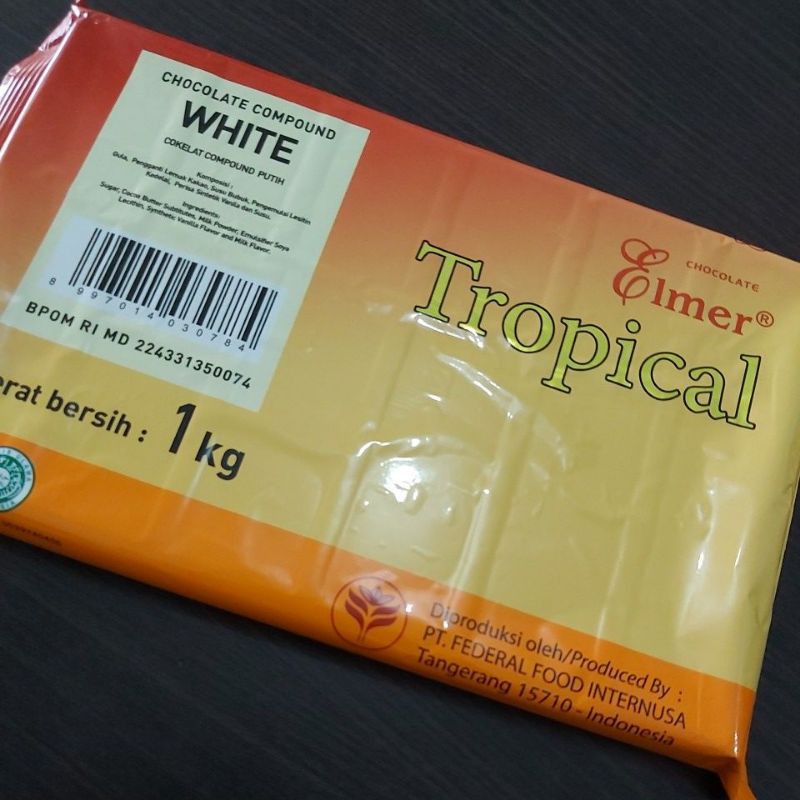 CHOCOLATE COMPOUND
WHITE
COKELAT COMPOUND PUTIH
Komposisi :
Gula, Pengganti Lemak Kakao, Susu Bubuk, Pengemulsi Lesitin
Kedelai, Perisa Sintetik Vanila dan Susu.
Ingredients:
Sugar, Cocoa Butter Substitutes, Milk Powder, Emulsifier Soya
Lecithin, Synthetic Vanilla Flavor and Milk Flavor.
8 997014 030784
BPOM RI MD 224331350074
erat bersih : 1 kg
CHOCOLATE
Elmer®
Tropical
Diproduksi oleh/Produced By :
PT. FEDERAL FOOD INTERNUSA
Tangerang 15710 - Indonesia